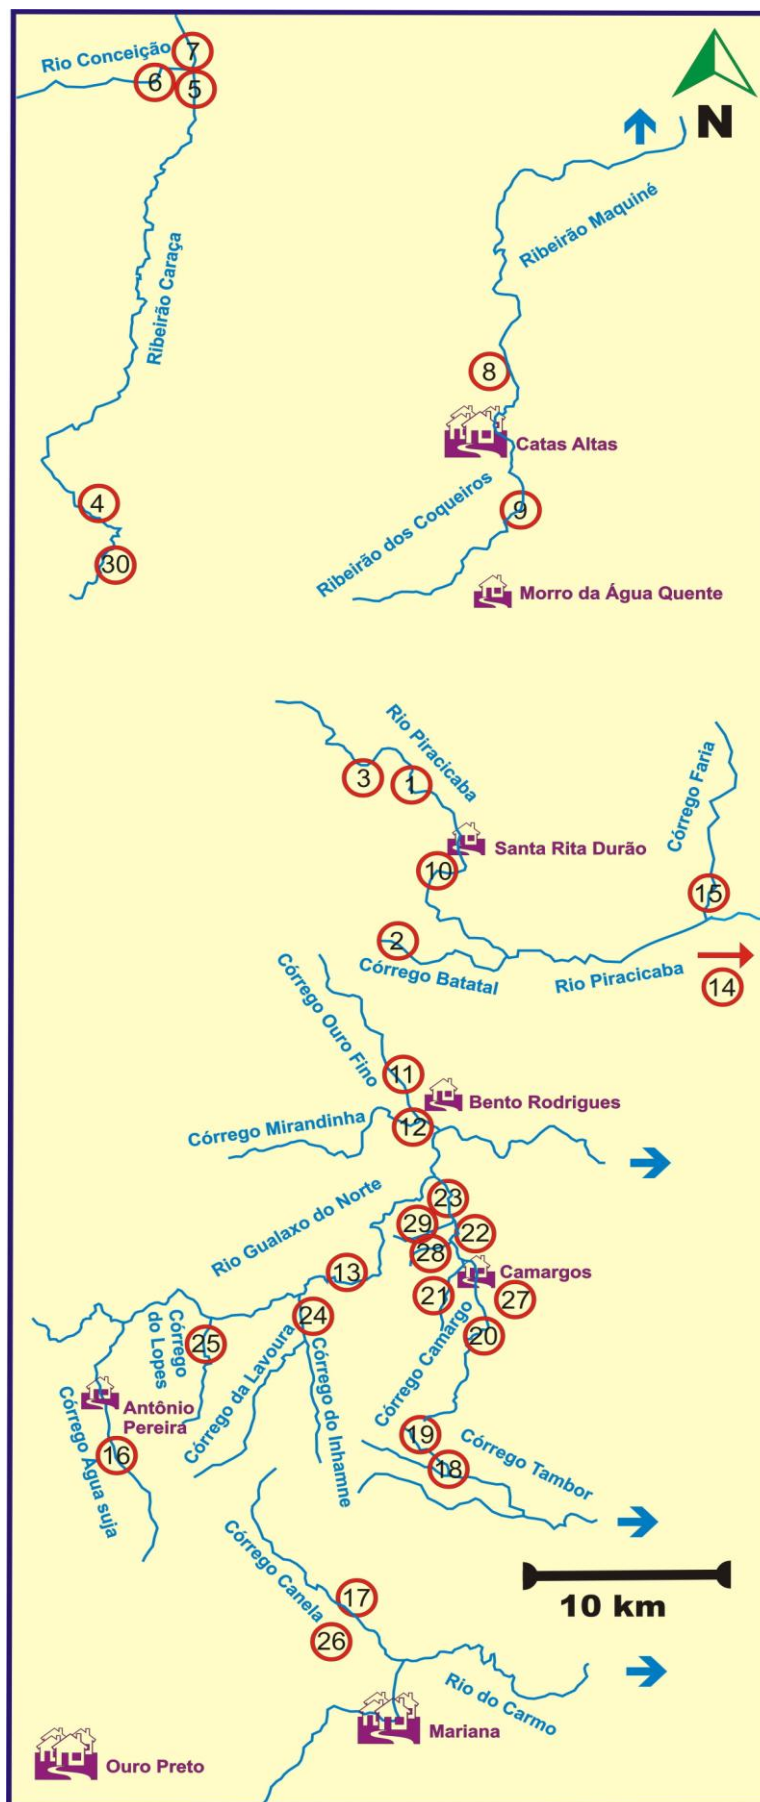 7
Rio Conceição
6
5
N
Ribeirão Maquiné
Ribeirão Caraça
8
Catas Altas
4
9
Ribeirão dos Coqueiros
30
Morro da Água Quente
Rio Piracicaba
3
1
Córrego Faria
Santa Rita Durão
10
15
2
Córrego Batatal
Rio Piracicaba
14
Córrego Ouro Fino
11
Bento Rodrigues
Córrego Mirandinha
12
Rio Gualaxo do Norte
23
29
22
28
13
Camargos
21
27
24
20
25
Córrego
do Lopes
Córrego da Lavoura
Córrego do Inhamne
Córrego Camargo
Antônio
Pereira
Córrego Agua suja
16
19
18
Córrego Tambor
Córrego Canela
17
10 km
26
Rio do Carmo
Mariana
Ouro Preto